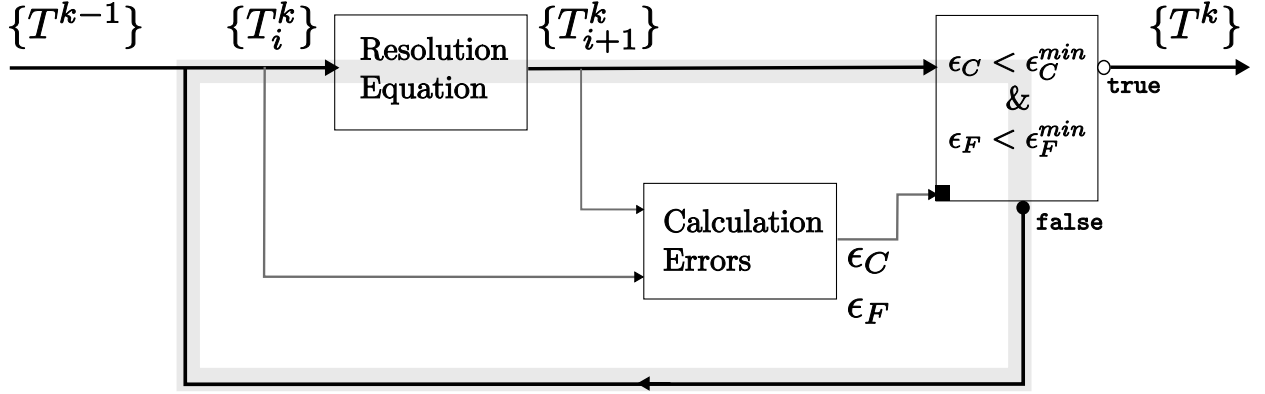 {T^{k-1}}
{T_i^k}
Resolution
Equation
{T_{i+1}^k}
ϵ_C < ϵ_C^{min}
&
ϵ_F < ϵ_F^{min}
{T^k}
true
false
Calculation
Errors
ϵ_C
ϵ_F